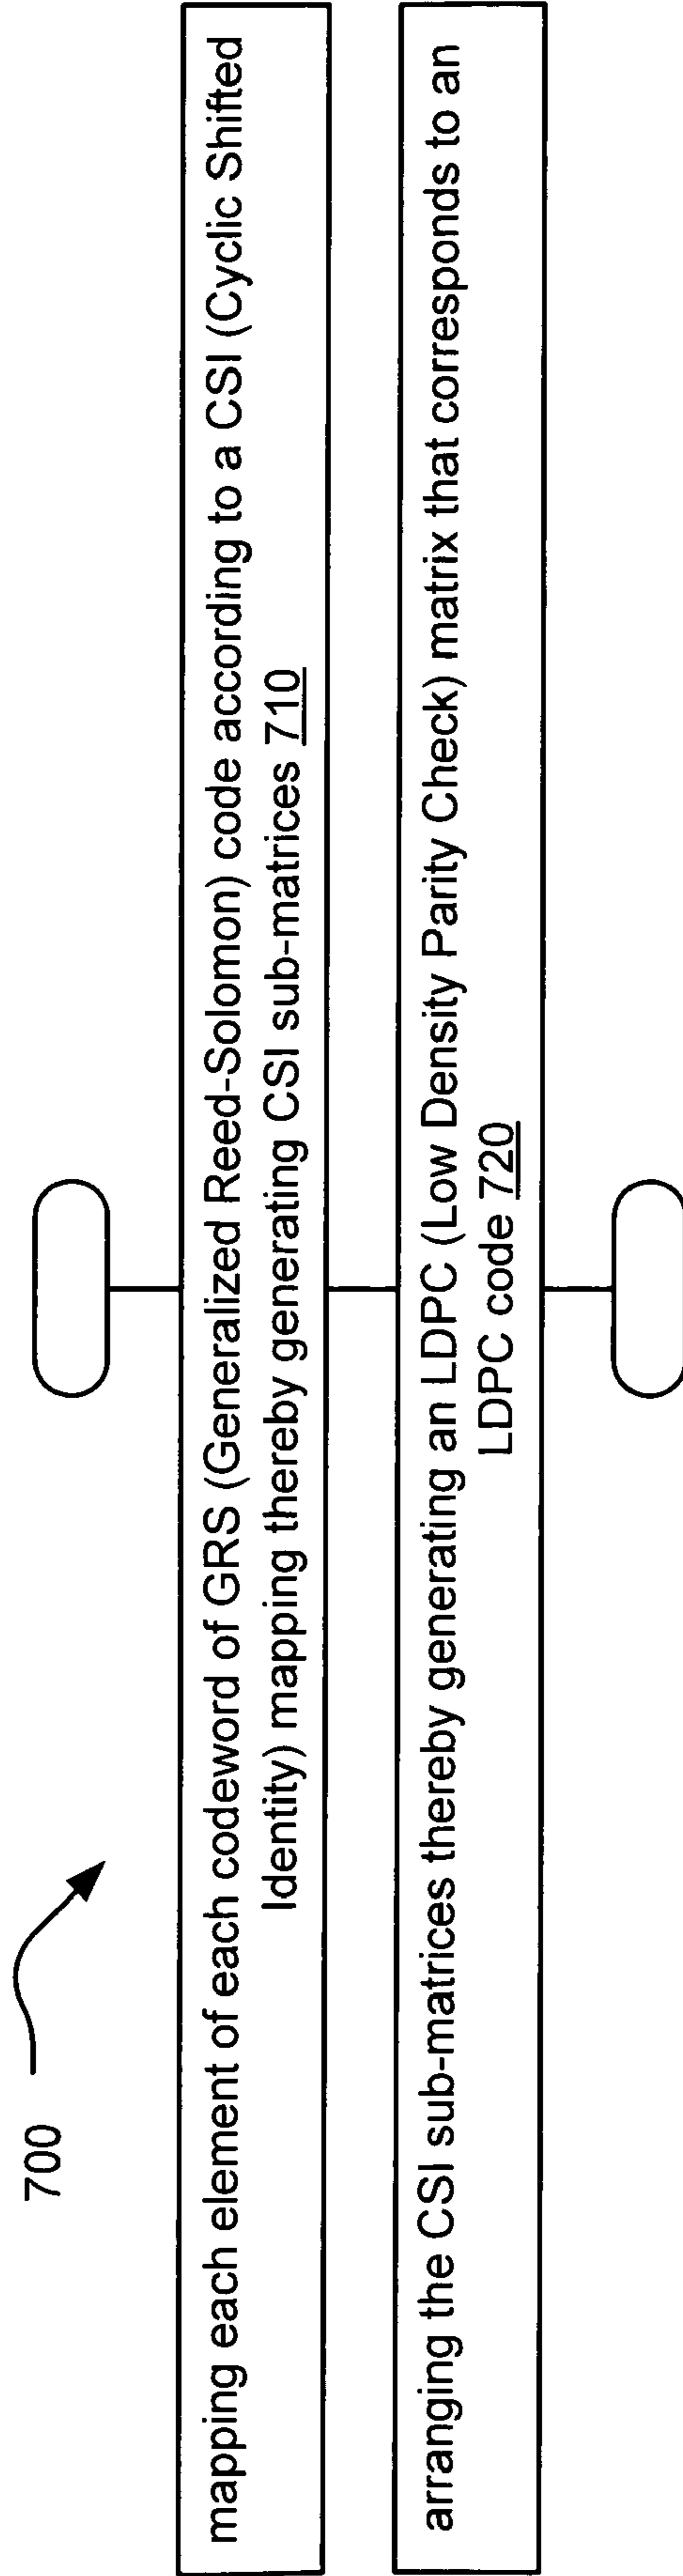 700
mapping each element of each codeword of GRS (Generalized Reed-Solomon) code according to a CSI (Cyclic Shifted
Identity) mapping thereby generating CSI sub-matrices 710
arranging the CSI sub-matrices thereby generating an LDPC (Low Density Parity Check) matrix that corresponds to an
LDPC code 720